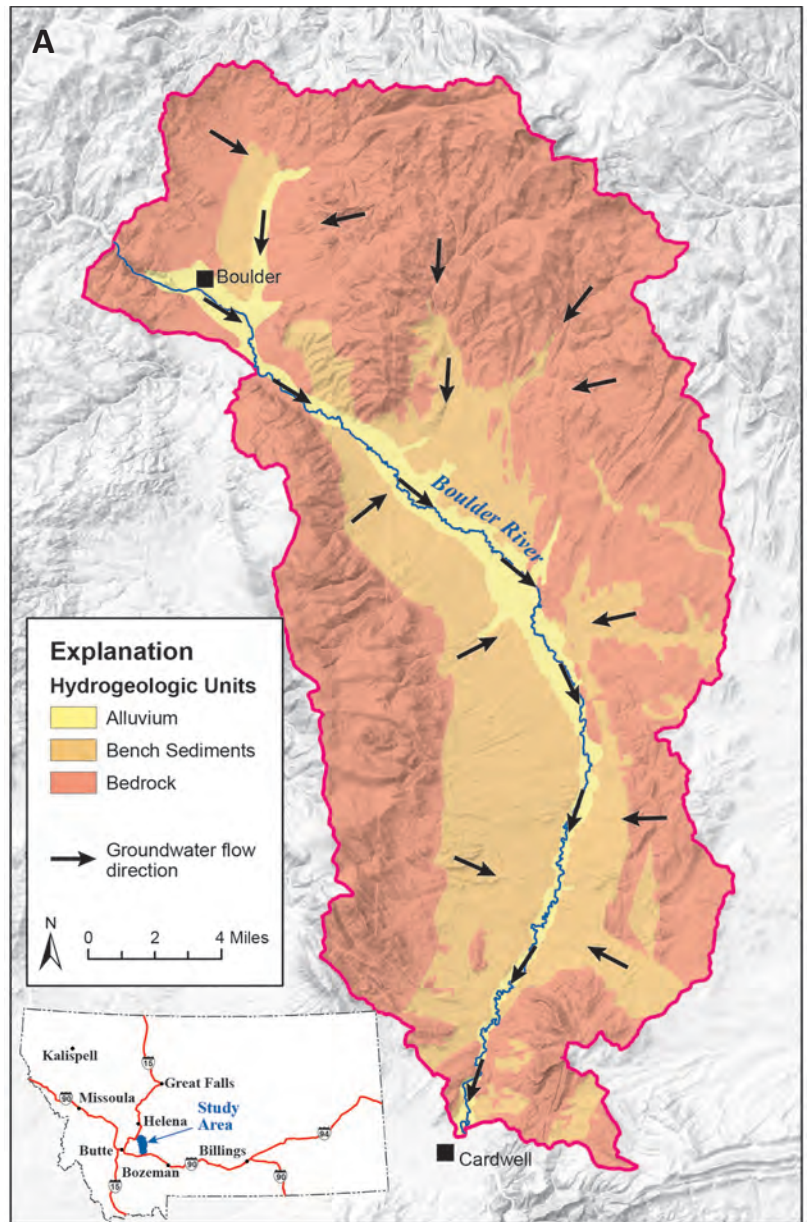 A
Boulder
Boulder River
Explanation
Hydrogeologic Units
Alluvium
Bench Sediments
Bedrock
Groundwater flow
direction
N
0 2 4 Miles
Kalispell
15
Great Falls
90
Missoula
Helena
Study
Area
94
Butte
Billings
Bozeman
90
90
15
Cardwell